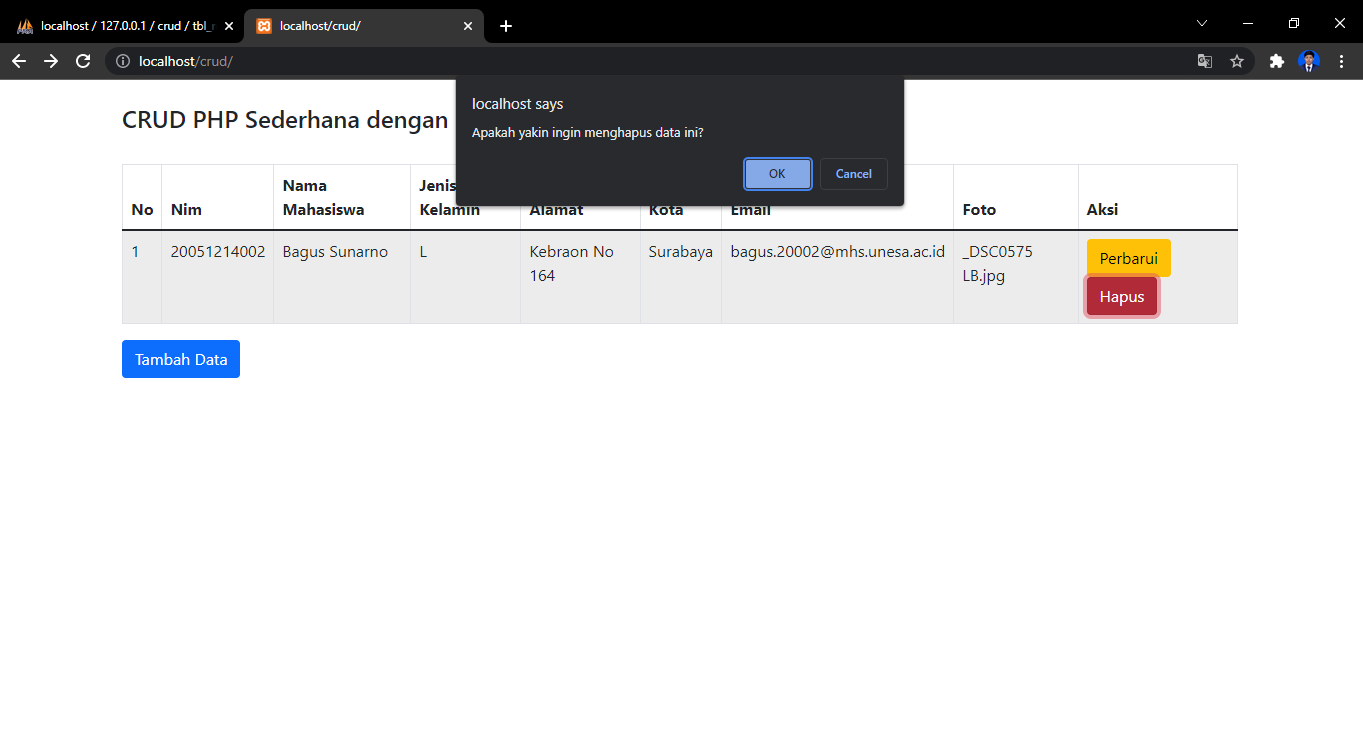 localhost / 127.0.0.1 / crud / tbl_
localhost/crud/
localhost/crud/
localhost says
Apakah yakin ingin menghapus data ini?
OK Cancel
CRUD PHP Sederhana dengan
No Nim Nama Mahasiswa Jenis Kelamin Alamat Kota Email Foto Aksi
1 20051214002 Bagus Sunarno L Kebraon No 164 Surabaya bagus.20002@mhs.unesa.ac.id _DSC0575 LB.jpg Perbarui
Hapus
Tambah Data